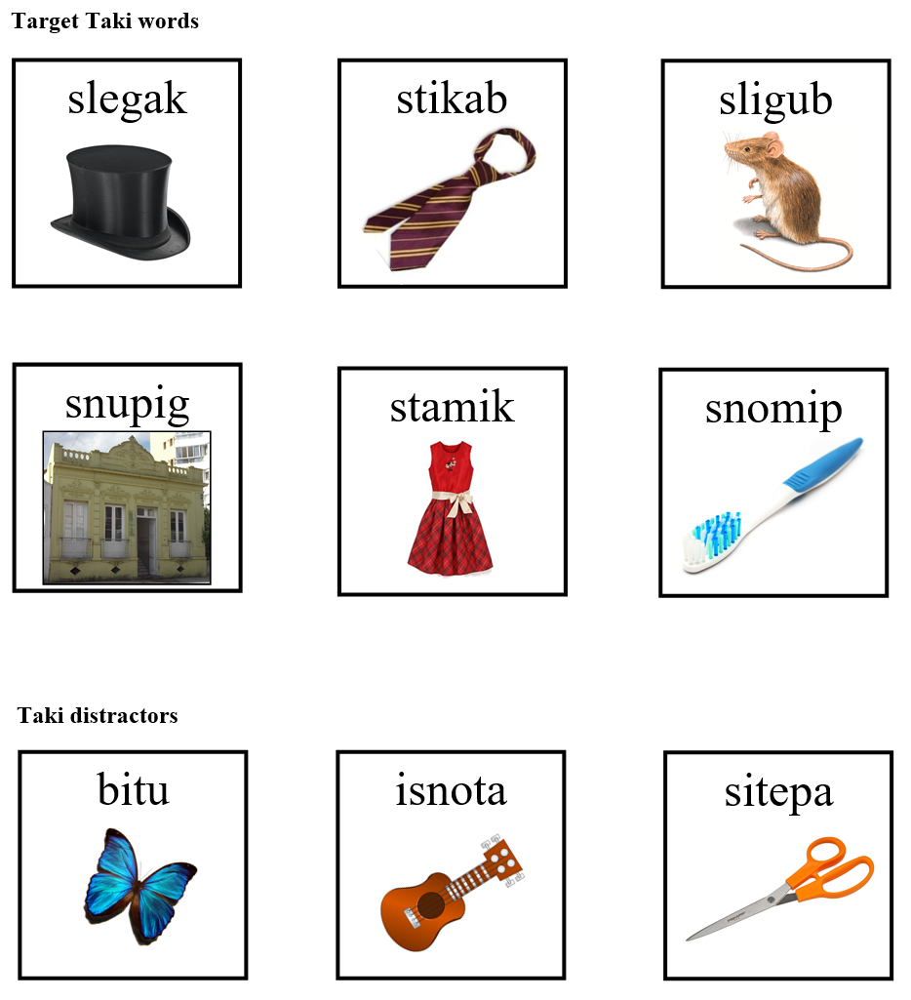 Target Taki words
slegak
stikab
sligub
snupig
stamik
snomip
Taki distractors
bitu
isnota
sitepa